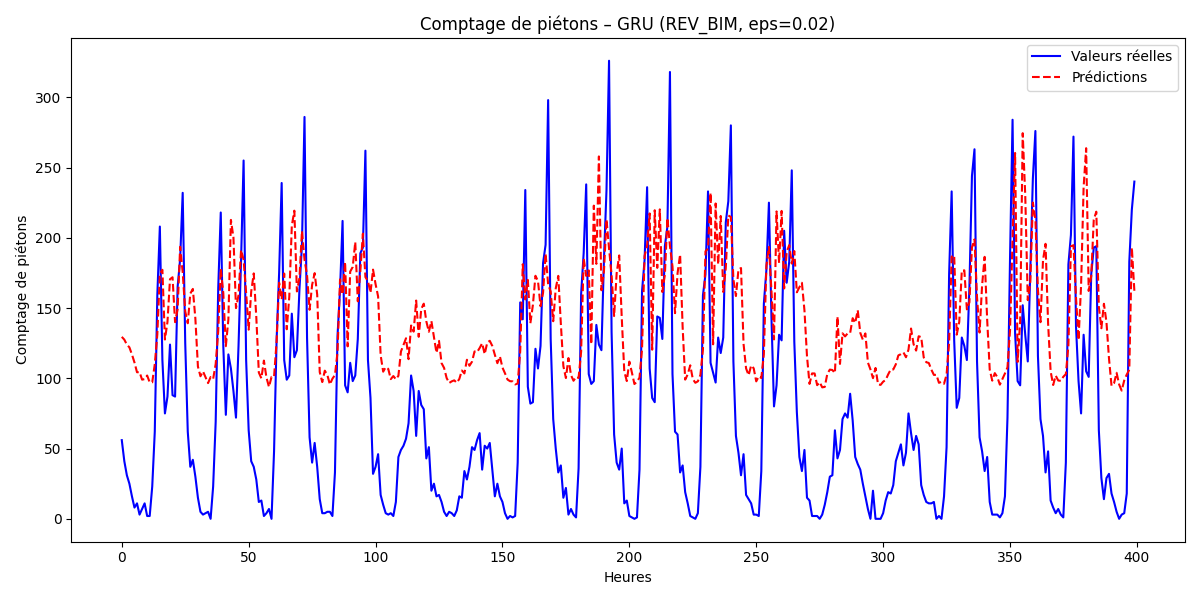 Comptage de piétons – GRU (REV_BIM, eps=0.02)
Valeurs réelles
Prédictions
Comptage de piétons
300
250
200
150
100
50
0
0 50 100 150 200 250 300 350 400
Heures